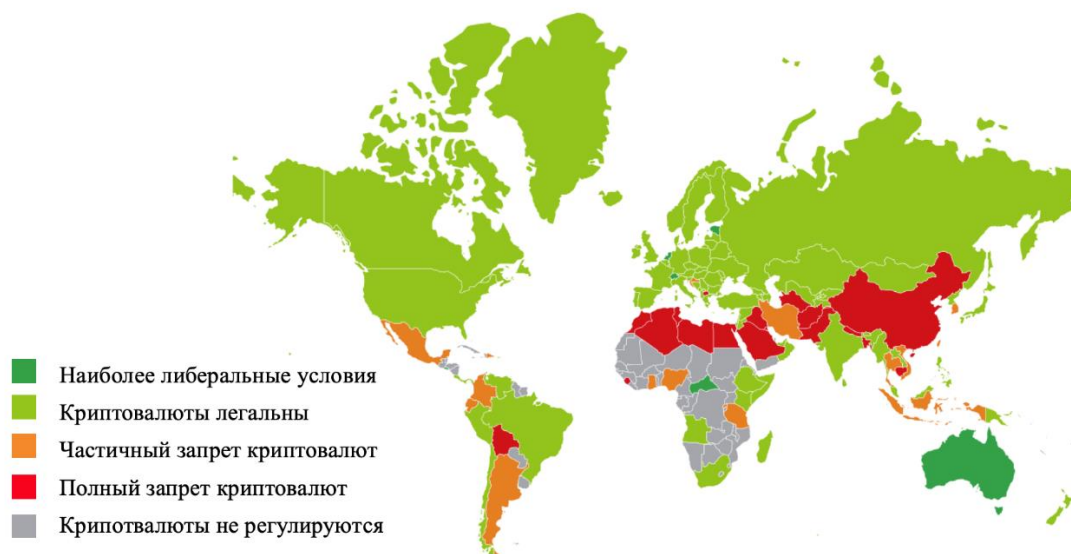 Наиболее либеральные условия
Криптовалюты легальны
Частичный запрет криптовалют
Полный запрет криптовалют
Крипотвалюты не регулируются